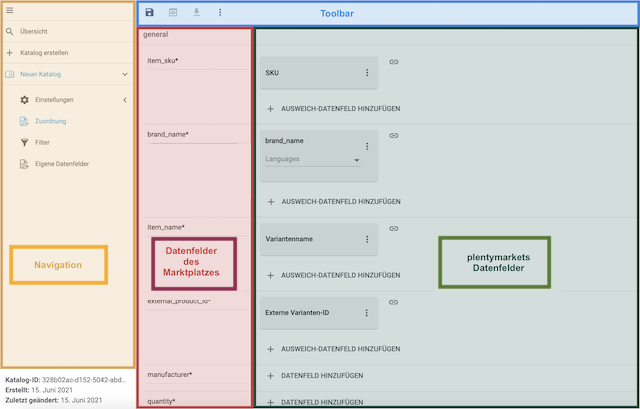 Übersicht
Katalog erstellen
Neuer Katalog
Einstellungen
Zuordnung
Filter
Eigene Datenfelder
Navigation
Katalog-ID: 328b02ac-d152-5042-abd...
Erstellt: 15. Juni 2021
Zuletzt geändert: 15. Juni 2021
Toolbar
general
item_sku*
SKU
AUSWEICH-DATENFELD HINZUFÜGEN
brand_name*
brand_name
Languages
AUSWEICH-DATENFELD HINZUFÜGEN
item_name*
Variantenname
AUSWEICH-DATENFELD HINZUFÜGEN
Datenfelder
des
Marktplatzes
plentymarkets
Datenfelder
external_product_id*
Externe Varianten-ID
AUSWEICH-DATENFELD HINZUFÜGEN
manufacturer*
DATENFELD HINZUFÜGEN
quantity*
DATENFELD HINZUFÜGEN